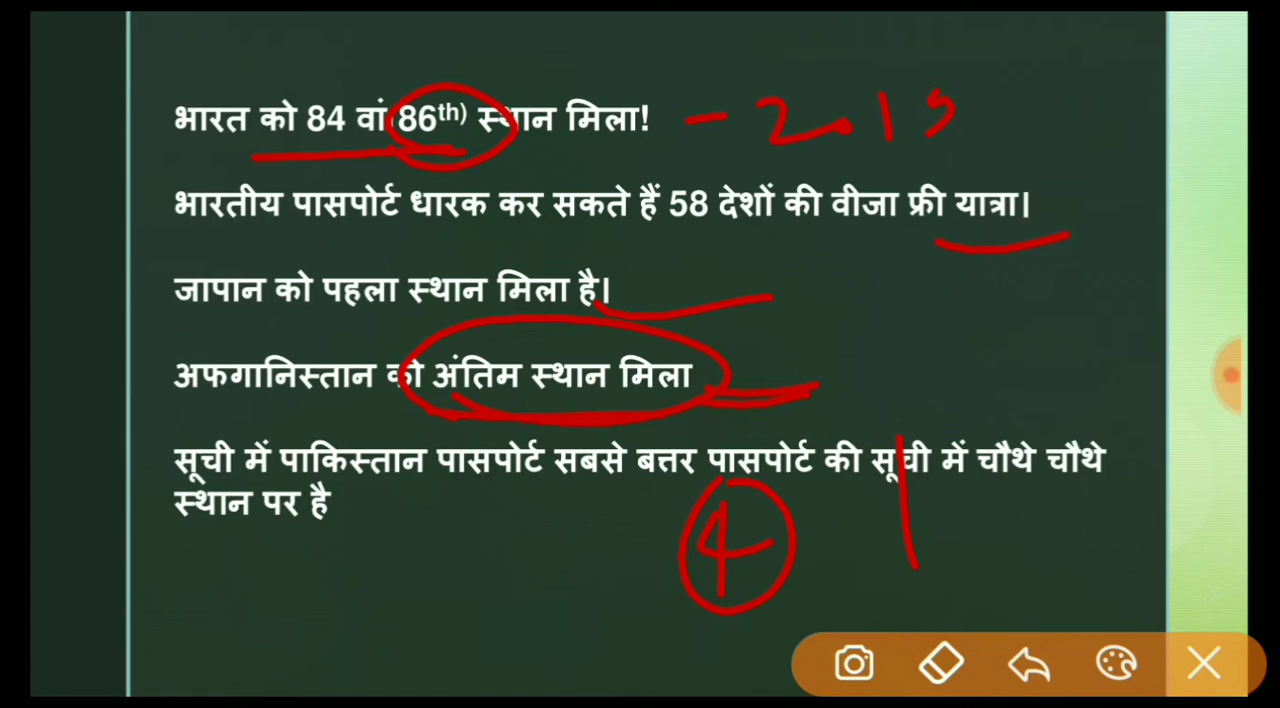 भारत को 84 वां(86th) स्थान मिला! - 2019
भारतीय पासपोर्ट धारक कर सकते हैं 58 देशों की वीजा फ्री यात्रा।
जापान को पहला स्थान मिला है।
अफगानिस्तान को अंतिम स्थान मिला
सूची में पाकिस्तान पासपोर्ट सबसे बत्तर पासपोर्ट की सूची में चौथे चौथे
स्थान पर है
4